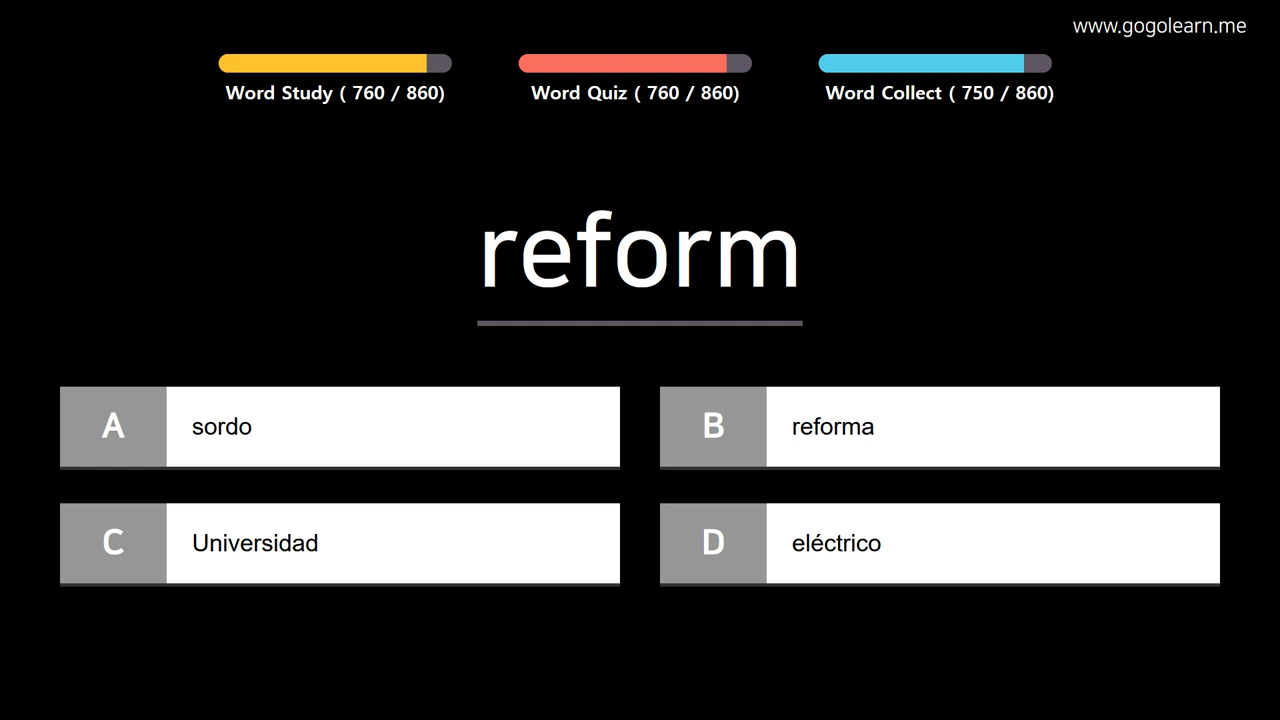 www.gogolearn.me
Word Study ( 760 / 860)
Word Quiz ( 760 / 860)
Word Collect ( 750 / 860)
reform
A sordo
B reforma
C Universidad
D eléctrico